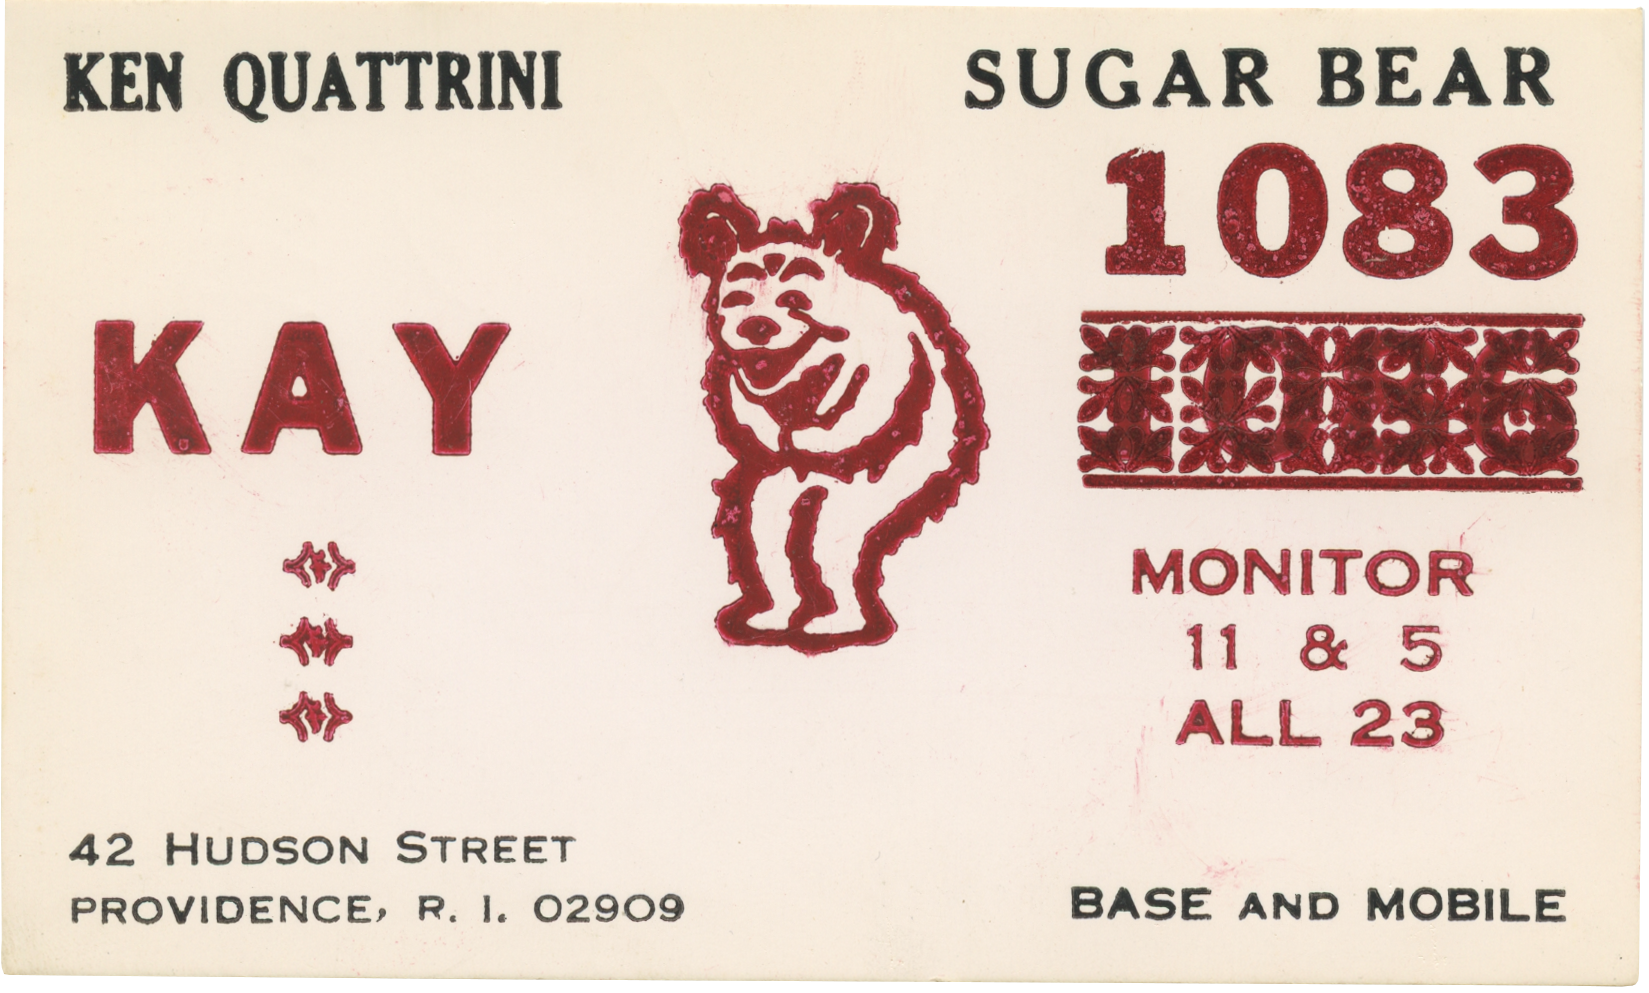 KEN QUATTRINI
SUGAR BEAR
1083
KAY
MONITOR
11 & 5
ALL 23
42 HUDSON STREET
PROVIDENCE, R. I. 02909
BASE AND MOBILE